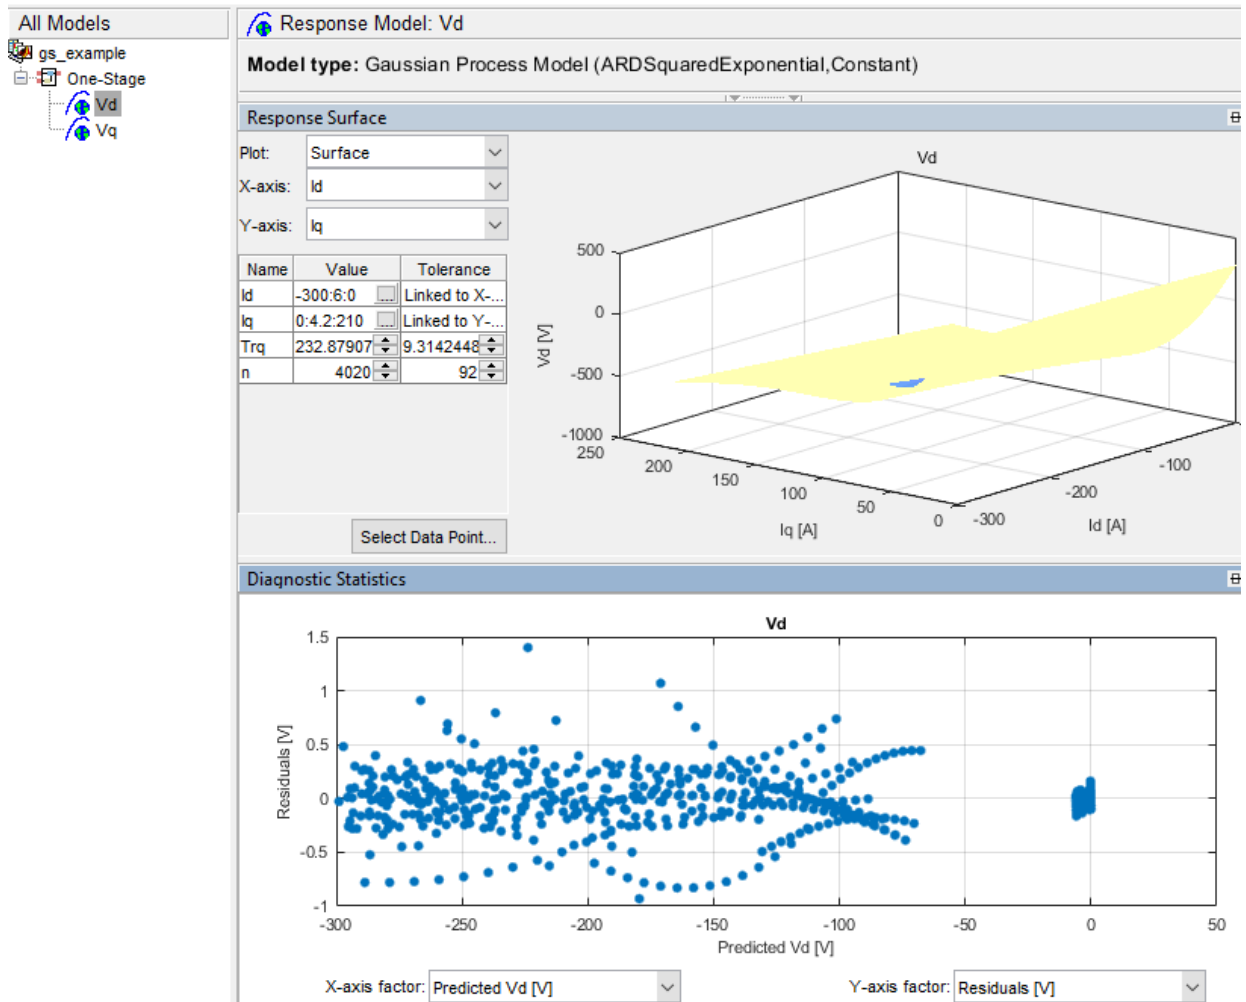 All Models
gs_example
One-Stage
Vd
Vq
Response Model: Vd
Model type: Gaussian Process Model (ARDSquaredExponential,Constant)
Response Surface
Plot: Surface
X-axis: Id
Y-axis: Iq
Name Value Tolerance
Id -300:6:0 ... Linked to X-...
Iq 0:4.2:210 ... Linked to Y-...
Trq 232.87907 9.3142448
n 4020 92
Select Data Point...
Vd
500
0
-500
-1000
Vd [V]
250
200
150
100
50
0
Iq [A]
-300
-200
-100
Id [A]
Diagnostic Statistics
Vd
1.5
1
0.5
0
-0.5
-1
Residuals [V]
-300 -250 -200 -150 -100 -50 0 50
Predicted Vd [V]
X-axis factor: Predicted Vd [V] Y-axis factor: Residuals [V]